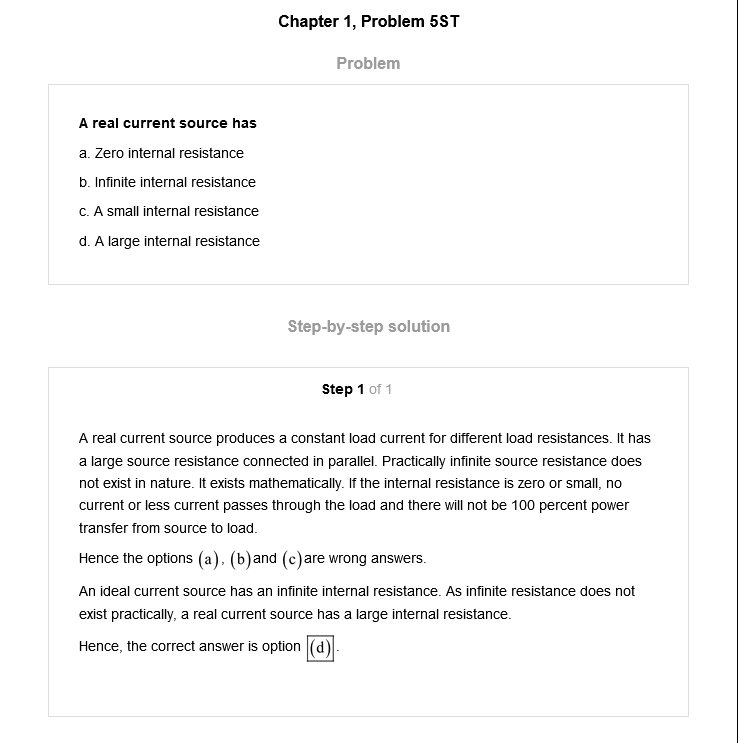 Chapter 1, Problem 5ST
Problem
A real current source has
a. Zero internal resistance
b. Infinite internal resistance
c. A small internal resistance
d. A large internal resistance
Step-by-step solution
Step 1 of 1
A real current source produces a constant load current for different load resistances. It has
a large source resistance connected in parallel. Practically infinite source resistance does
not exist in nature. It exists mathematically. If the internal resistance is zero or small, no
current or less current passes through the load and there will not be 100 percent power
transfer from source to load.
Hence the options (a), (b)and (c)are wrong answers.
An ideal current source has an infinite internal resistance. As infinite resistance does not
exist practically, a real current source has a large internal resistance.
Hence, the correct answer is option (d).